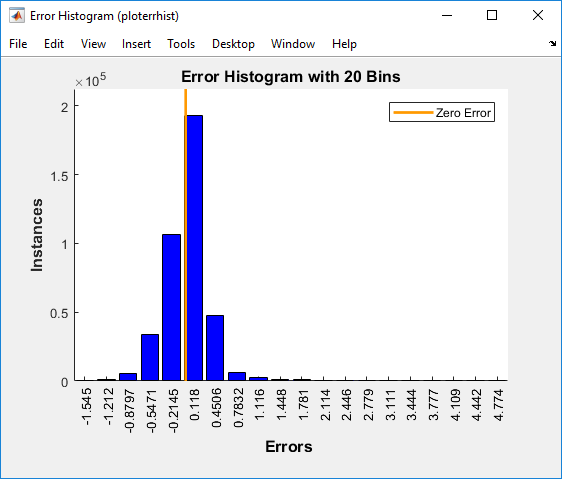 Error Histogram (ploterrhist)
File Edit View Insert Tools Desktop Window Help
Error Histogram with 20 Bins
×10⁵
Zero Error
2
1.5
1
0.5
0
Instances
-1.545 -1.212 -0.8797 -0.5471 -0.2145 0.118 0.4506 0.7832 1.116 1.448 1.781 2.114 2.446 2.779 3.111 3.444 3.777 4.109 4.442 4.774
Errors